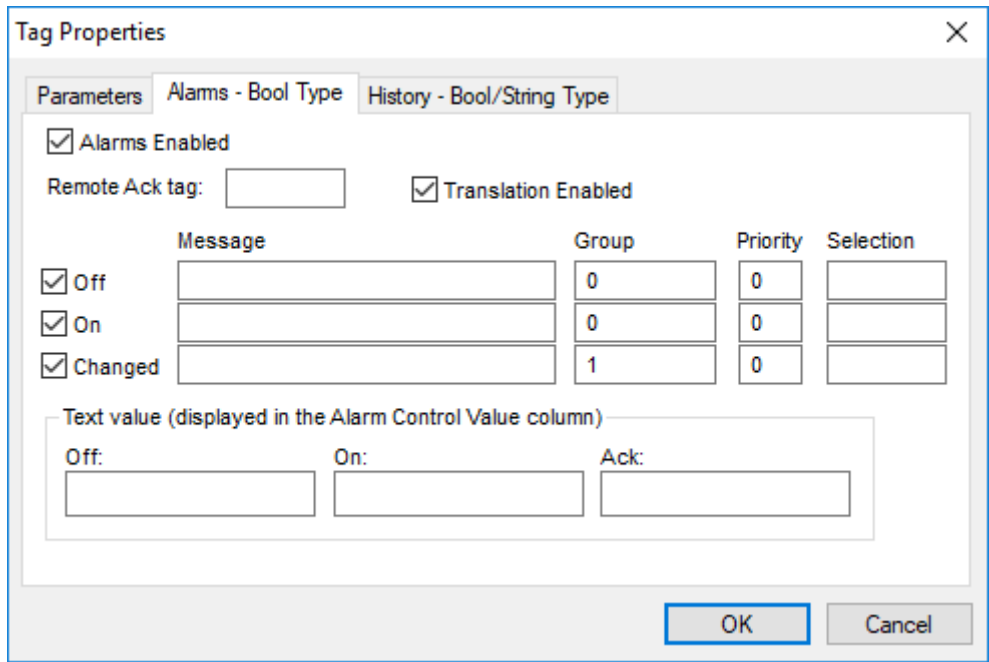 Tag Properties
Parameters Alarms - Bool Type History - Bool/String Type
Alarms Enabled
Remote Ack tag: Translation Enabled
Message Group Priority Selection
Off 0 0
On 0 0
Changed 1 0
Text value (displayed in the Alarm Control Value column)
Off: On: Ack:
OK Cancel